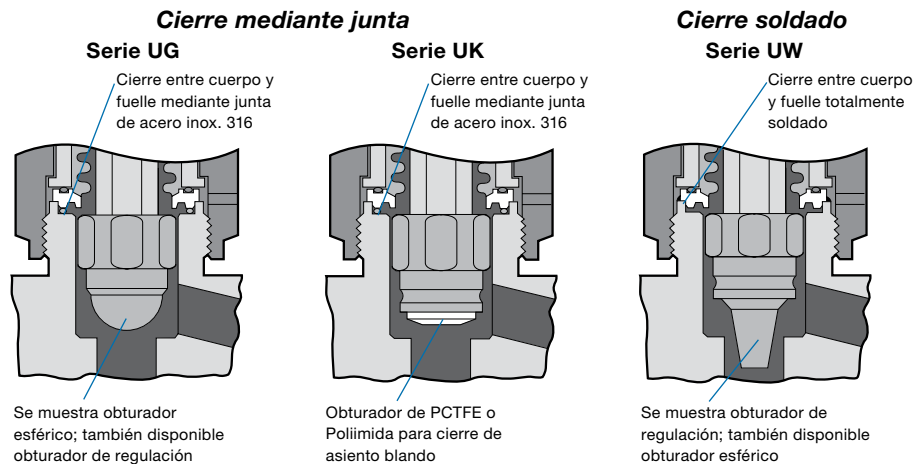 Cierre mediante junta
Cierre soldado
Serie UG
Serie UK
Serie UW
Cierre entre cuerpo y
fuelle mediante junta
de acero inox. 316
Cierre entre cuerpo y
fuelle mediante junta
de acero inox. 316
Cierre entre cuerpo
y fuelle totalmente
soldado
Se muestra obturador
esférico; también disponible
obturador de regulación
Obturador de PCTFE o
Poliimida para cierre de
asiento blando
Se muestra obturador de
regulación; también disponible
obturador esférico